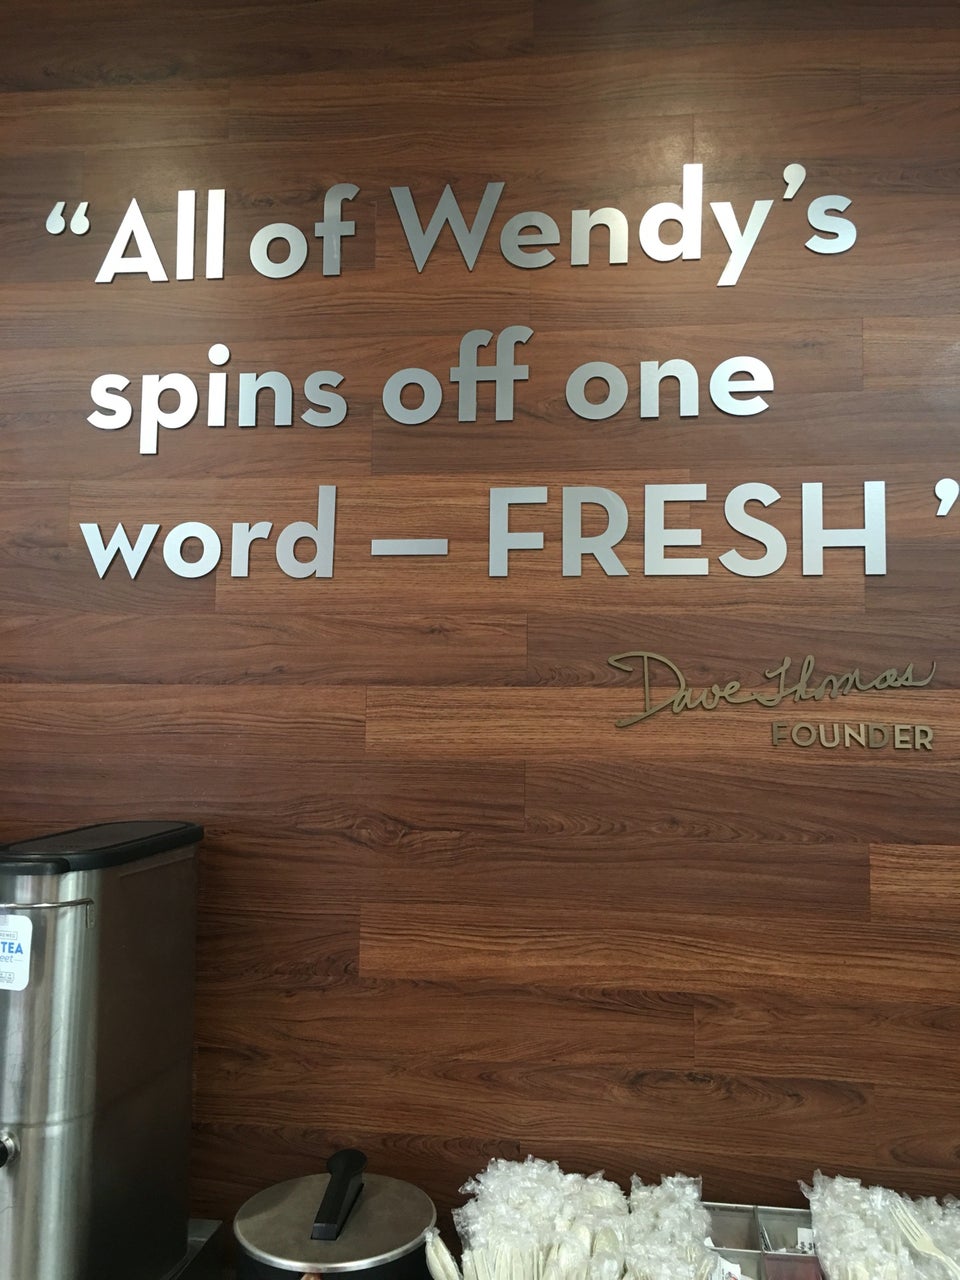 “All of Wendy’s
spins off one
word — FRESH’
Dave Thomas
FOUNDER
TEA